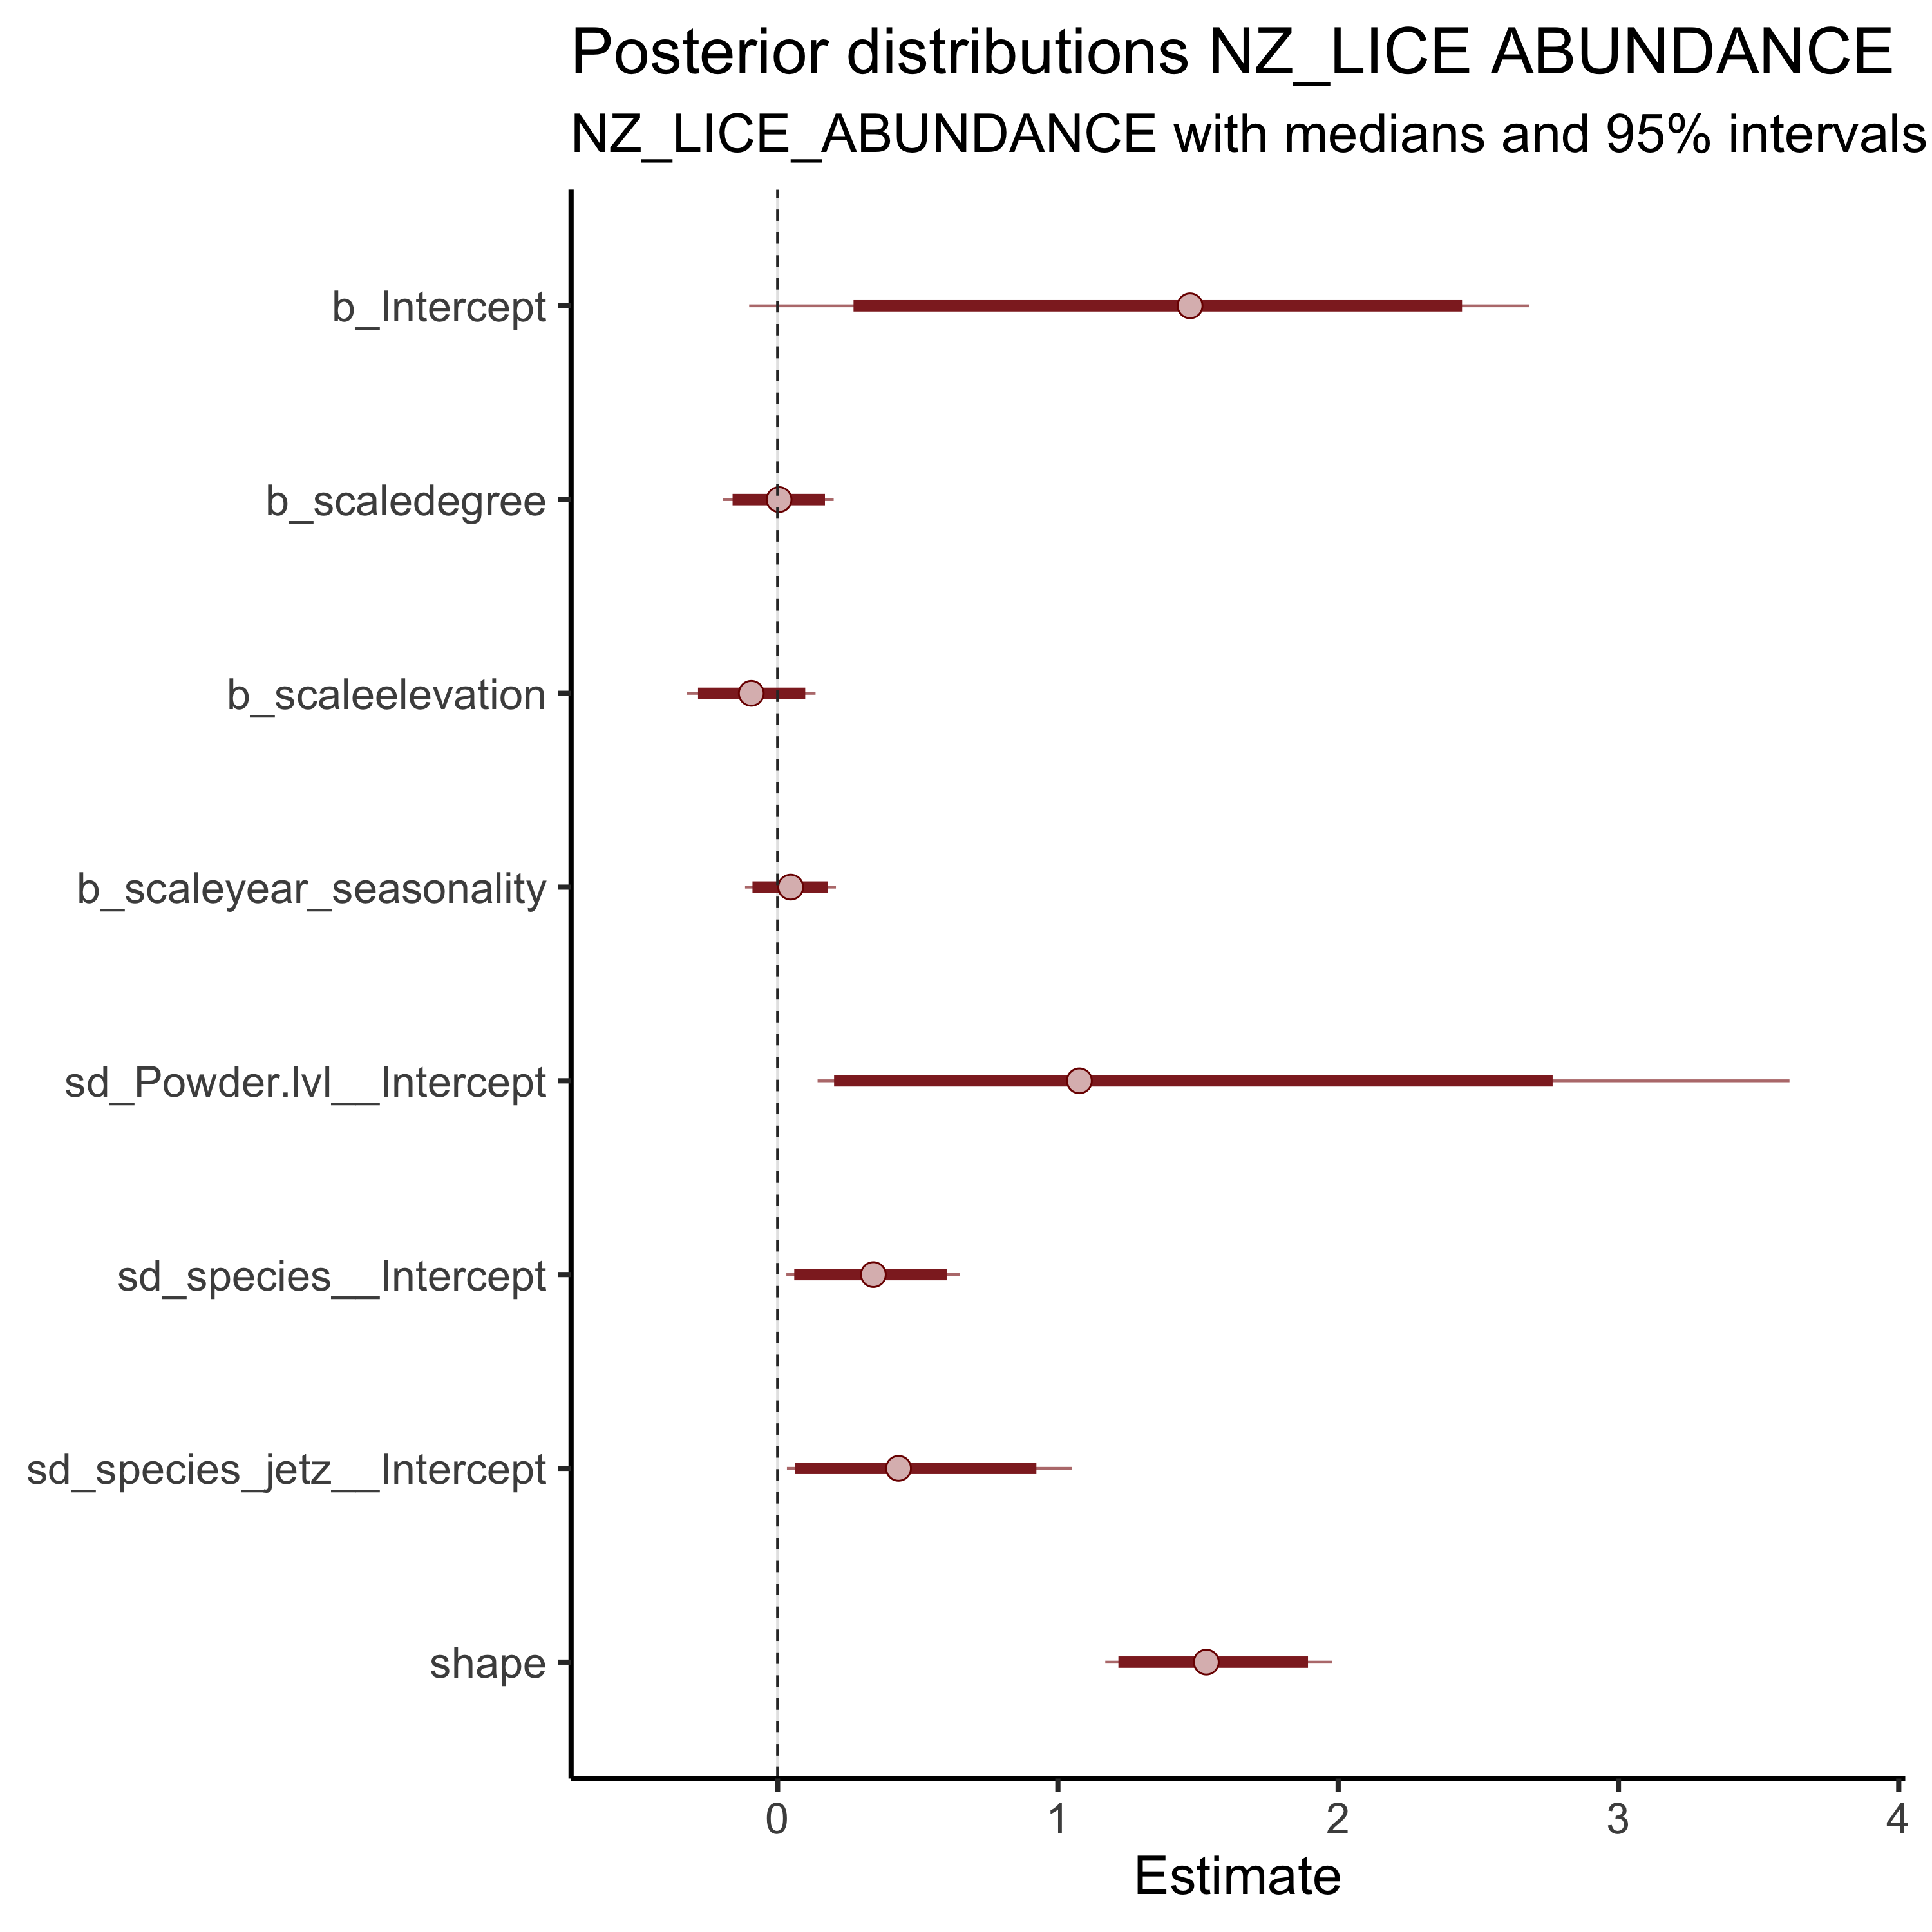 Posterior distributions NZ_LICE ABUNDANCE
NZ_LICE_ABUNDANCE with medians and 95% intervals
b_Intercept
b_scaledegree
b_scaleelevation
b_scaleyear_seasonality
sd_Powder.lvl__Intercept
sd_species__Intercept
sd_species_jetz__Intercept
shape
0 1 2 3 4
Estimate